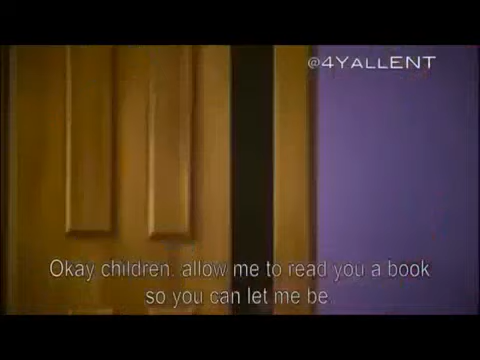 @4YALLENT
Okay children. allow me to read you a book
so you can let me be.